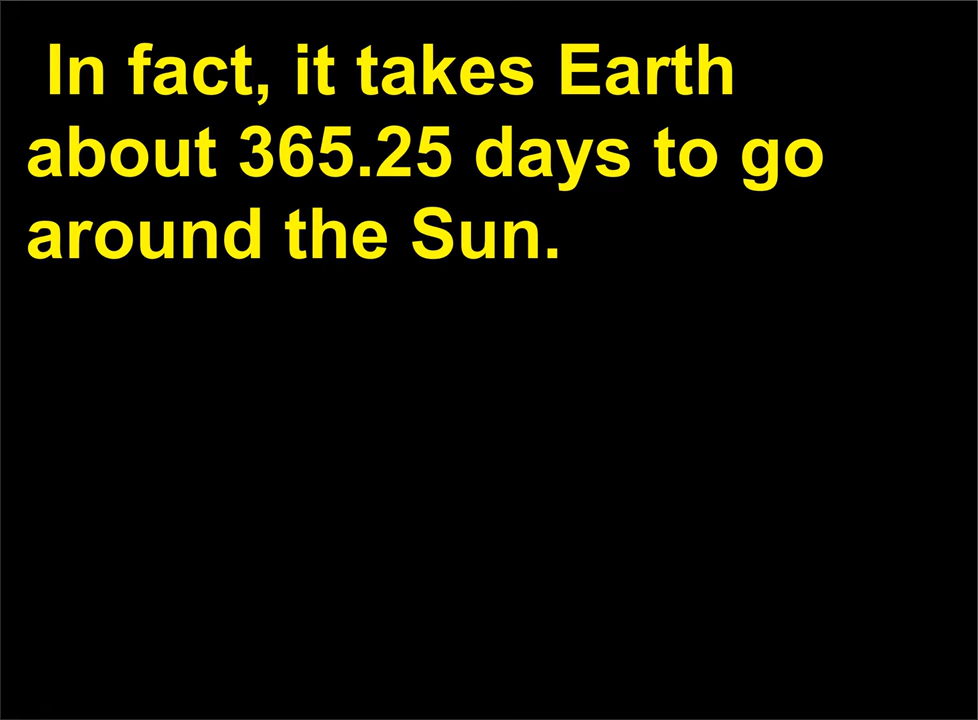 In fact, it takes Earth
about 365.25 days to go
around the Sun.